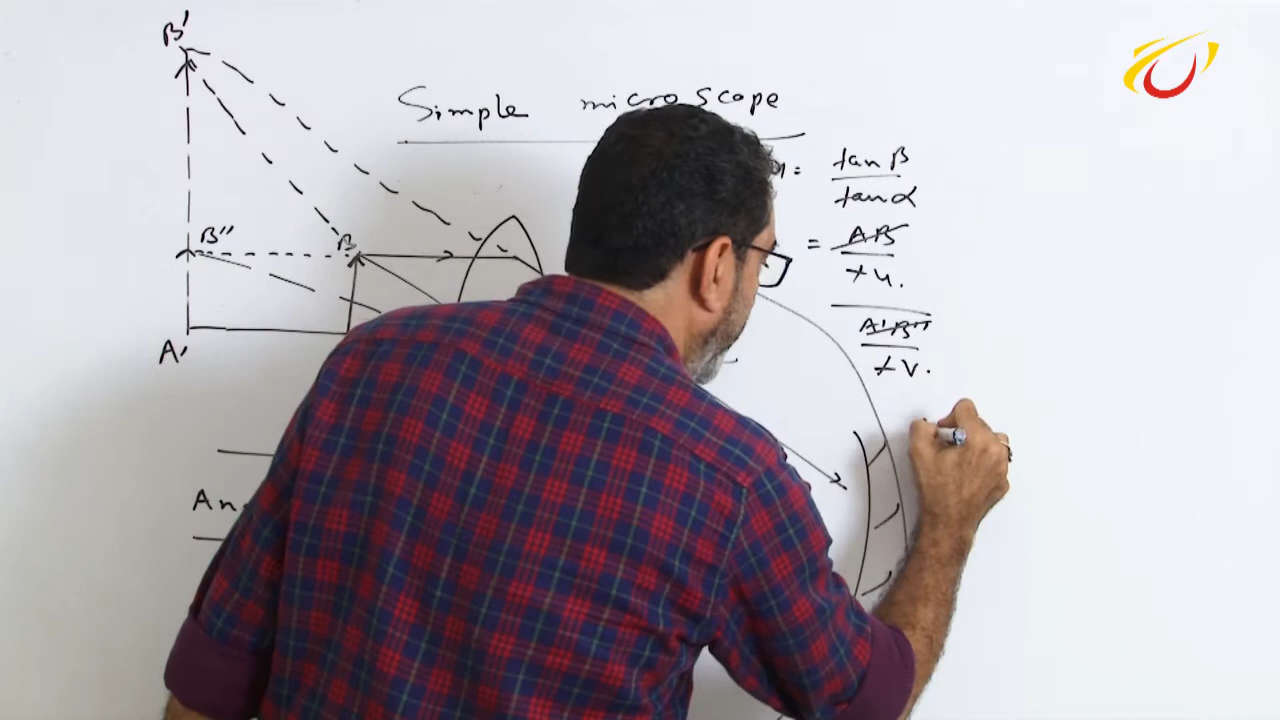 B'
Simple microscope
= tan β
tan α
B''
B
= AB
+u.
A'B''
+v.
A'